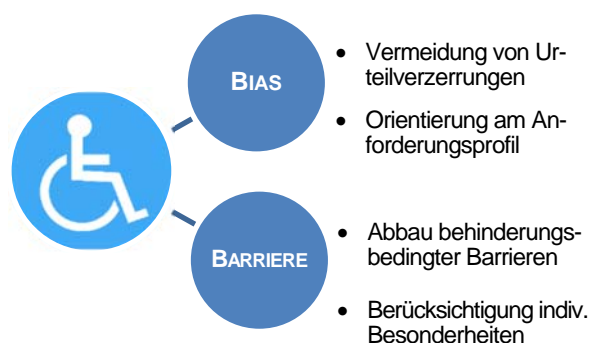 BIAS
• Vermeidung von Ur-
teilverzerrungen
• Orientierung am An-
forderungsprofil
BARRIERE
• Abbau behinderungs-
bedingter Barrieren
• Berücksichtigung indiv.
Besonderheiten